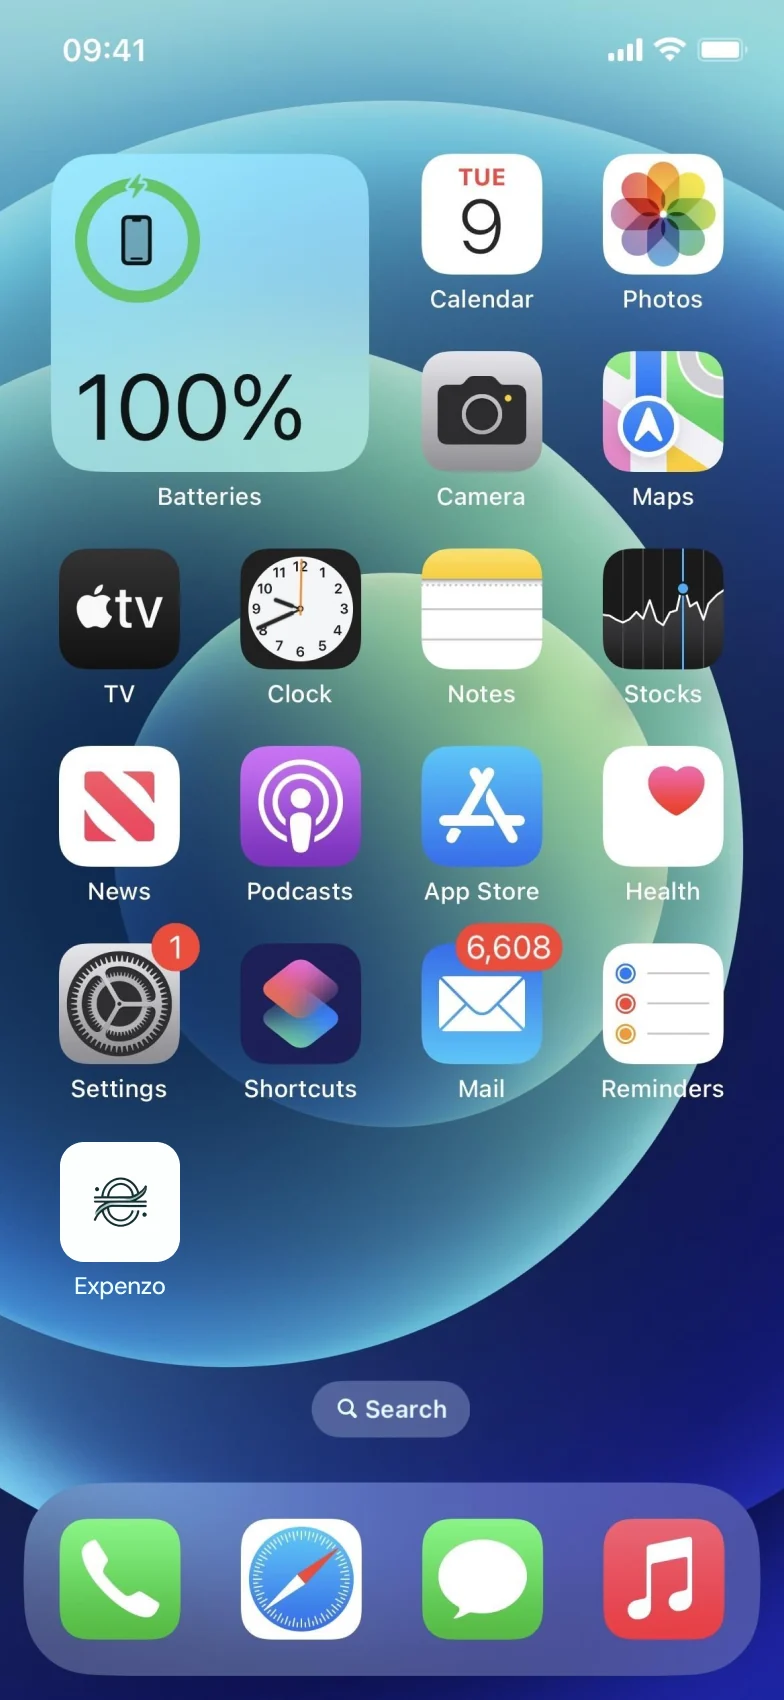 09:41
TUE
9
Calendar
Photos
100%
Batteries
Camera
Maps
tv
TV
12
1
2
3
4
5
6
7
8
9
10
11
Clock
Notes
Stocks
News
Podcasts
App Store
Health
1
Settings
Shortcuts
6,608
Mail
Reminders
Expenzo
Search